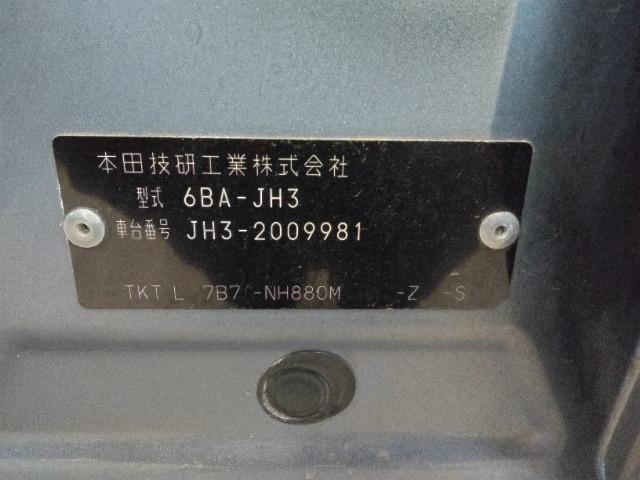 本田技研工業株式会社
型式 6BA-JH3
車台番号 JH3-2009981
TKT L 7B7 -NH880M -Z -S